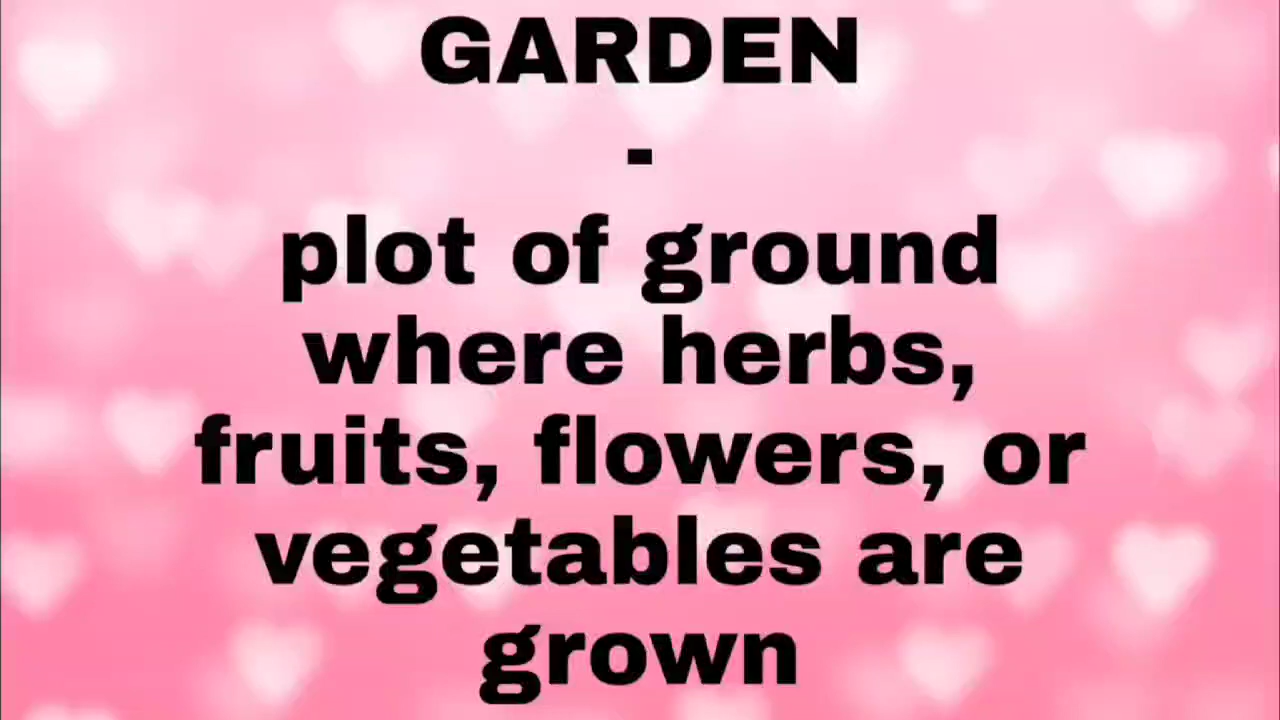 GARDEN
-
plot of ground
where herbs,
fruits, flowers, or
vegetables are
grown